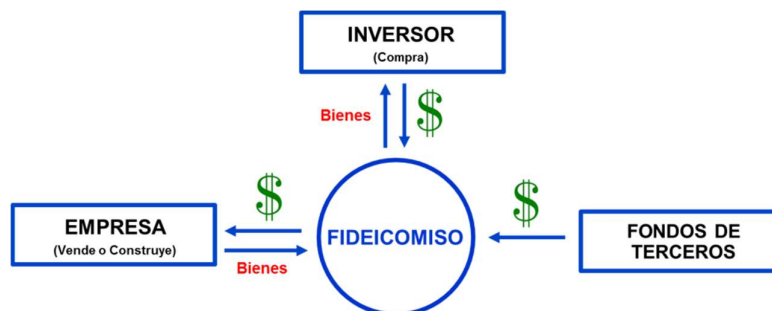 INVERSOR
(Compra)
Bienes
$
$
$
EMPRESA
(Vende o Construye)
FIDEICOMISO
FONDOS DE
TERCEROS
Bienes